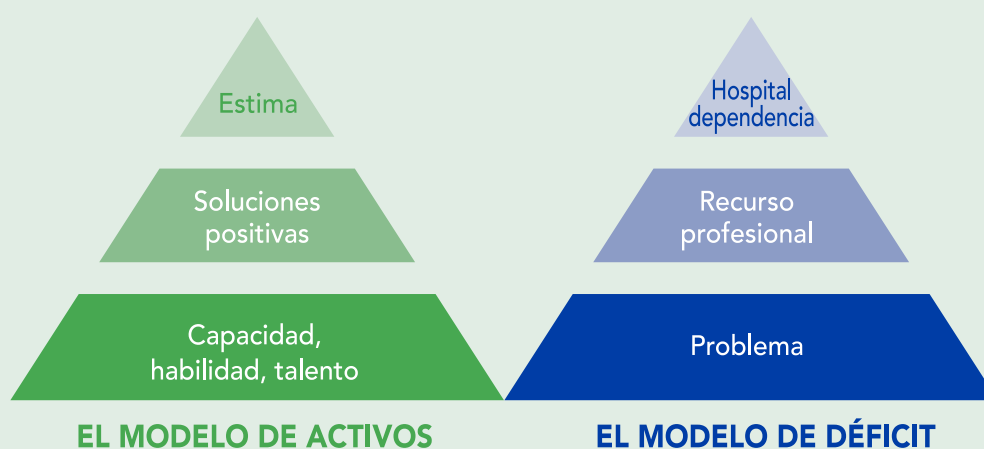 Estima
Soluciones
positivas
Capacidad,
habilidad, talento
EL MODELO DE ACTIVOS
Hospital
dependencia
Recurso
profesional
Problema
EL MODELO DE DÉFICIT